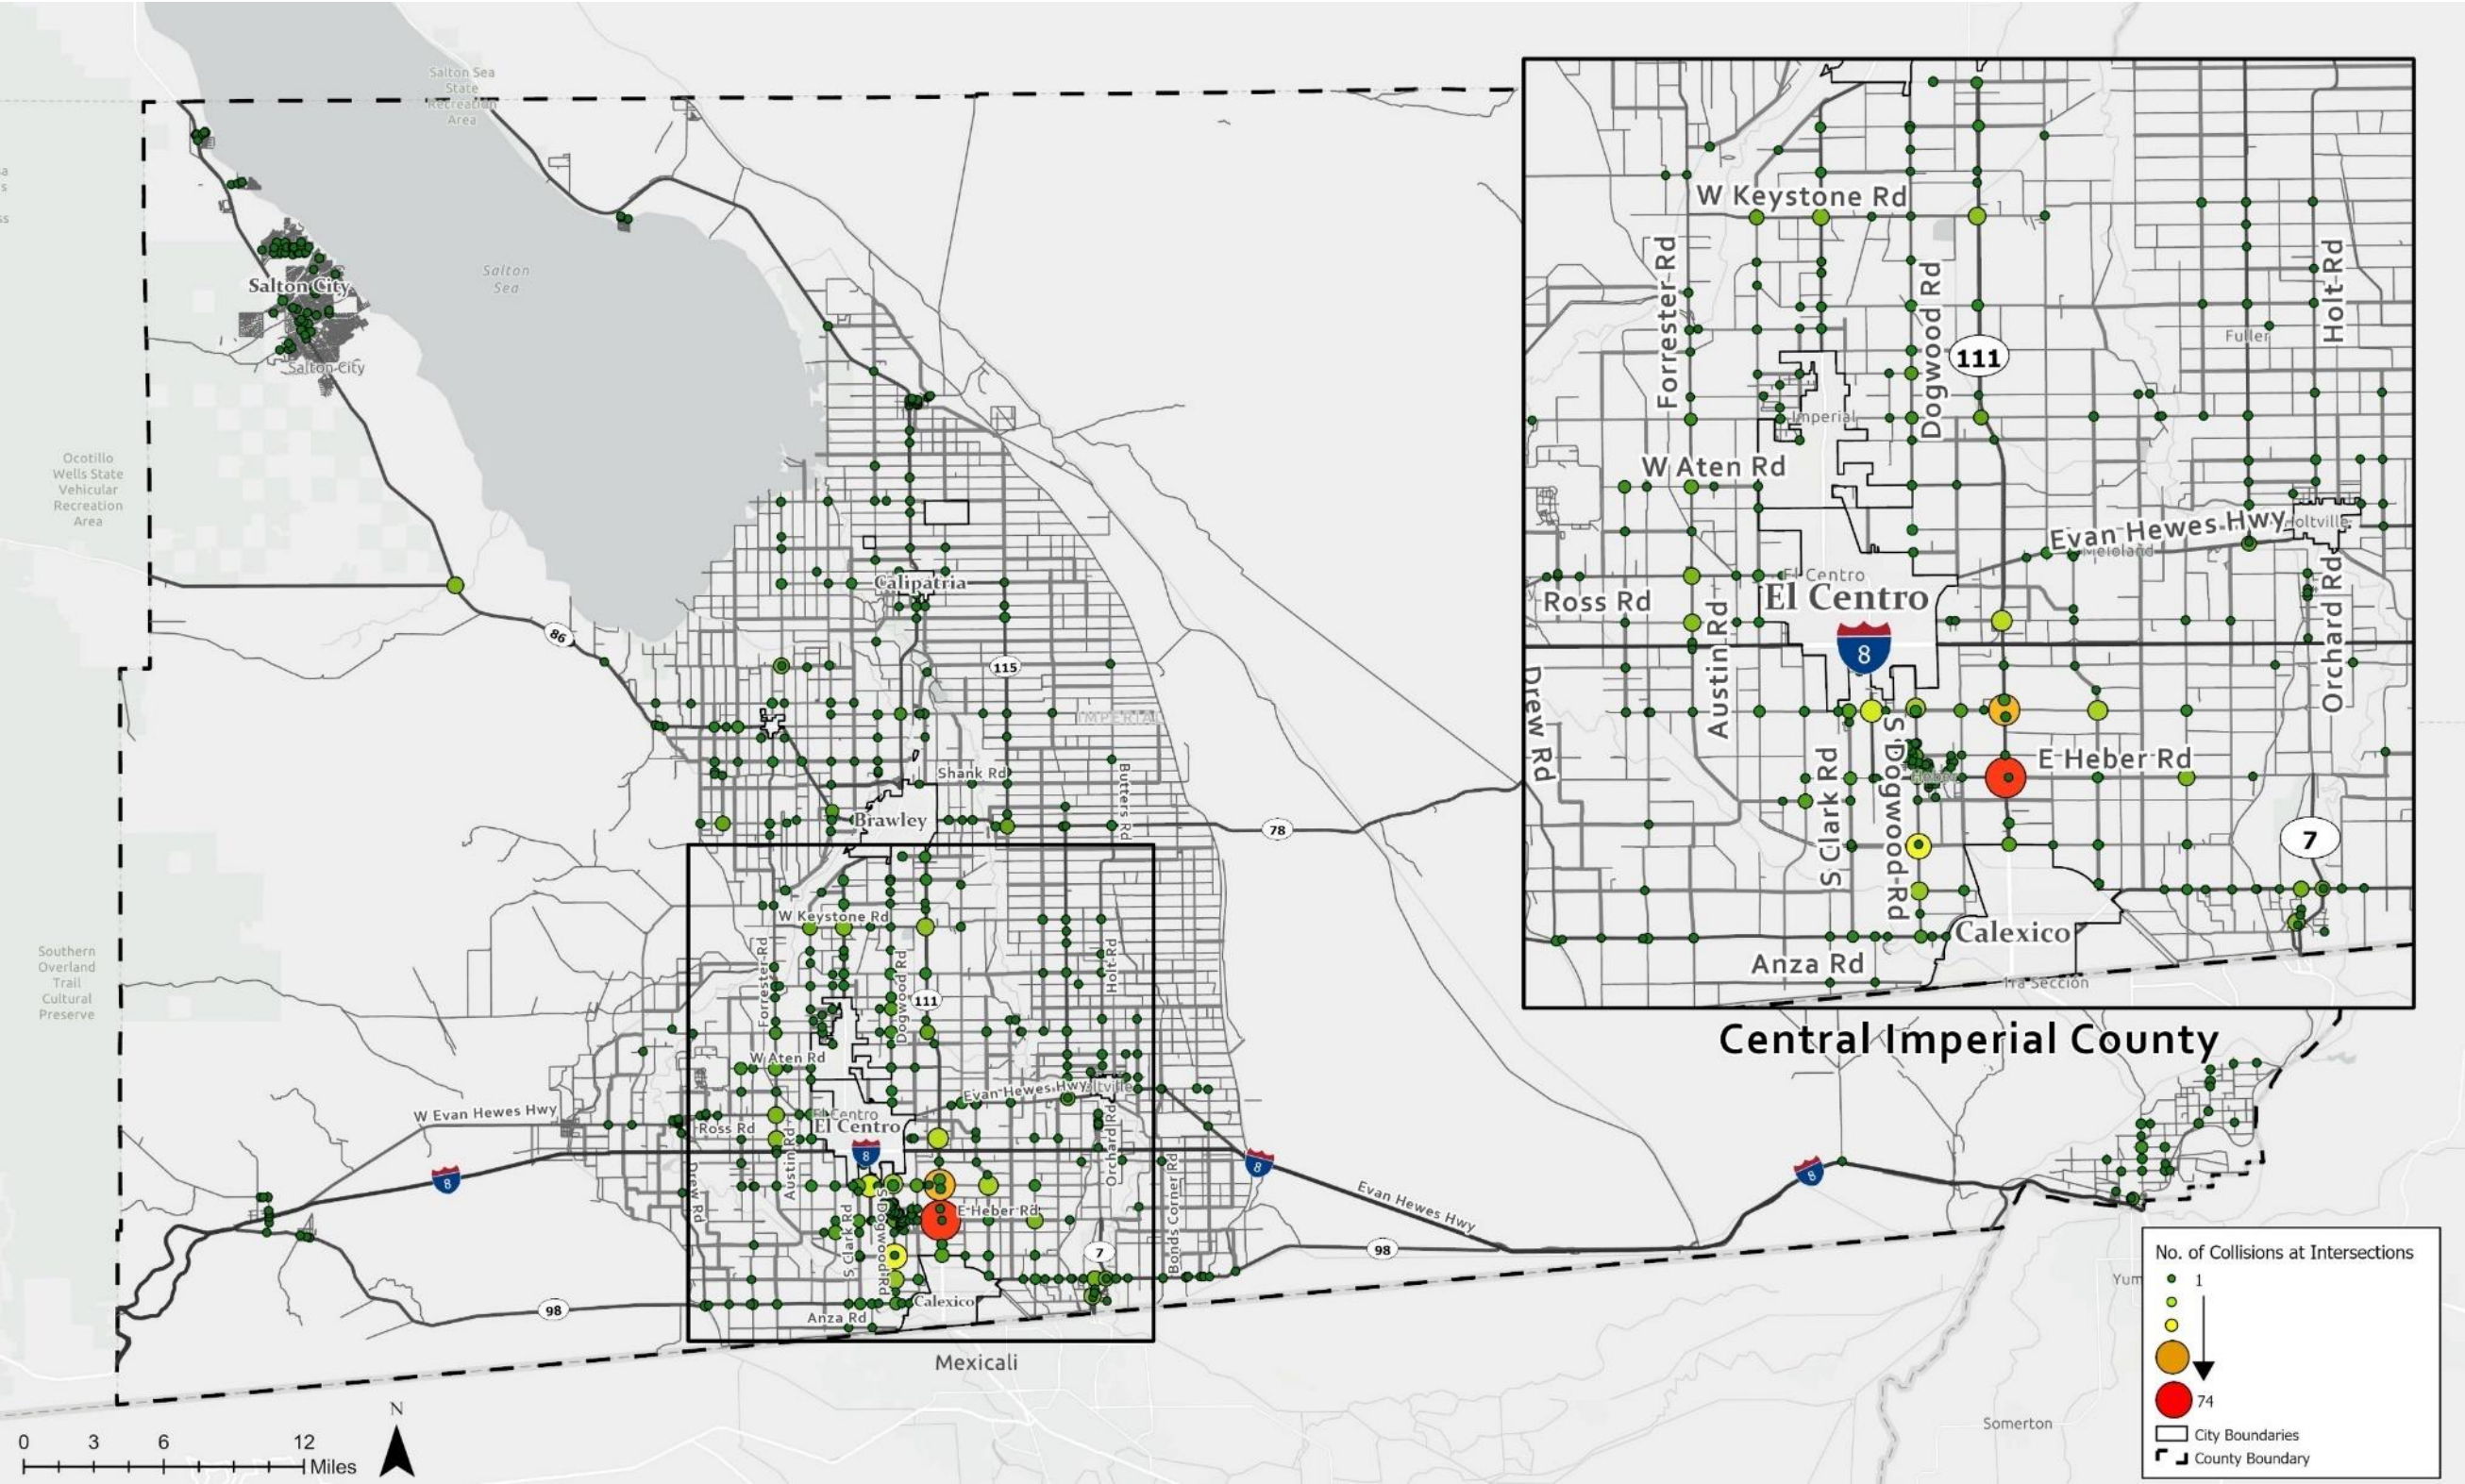 Salton Sea
State
Recreation
Area
Salton City
Salton City
Salton
Sea
Ocotillo
Wells State
Vehicular
Recreation
Area
86
Calipatria
115
IMPERIAL
Shank Rd
Butters Rd
Brawley
78
W Keystone Rd
Forrester-Rd
Dogwood Rd
Holt-Rd
111
W Aten Rd
Evan Hewes Hwy
W Evan Hewes Hwy
El Centro
El Centro
Ross Rd
Austin Rd
Drew Rd
Orchard Rd
Bonds Corner Rd
8
8
8
8
Evan Hewes Hwy
E Heber Rd
S Clark Rd
S Dogwood Rd
7
98
98
Calexico
Anza Rd
Mexicali
Southern
Overland
Trail
Cultural
Preserve
W Keystone Rd
Forrester-Rd
Dogwood Rd
Holt-Rd
111
Fuller
Imperial
W Aten Rd
Evan Hewes Hwy
Meloland
El Centro
El Centro
Ross Rd
8
Austin Rd
Orchard Rd
Drew Rd
S Clark Rd
S Dogwood-Rd
Heber
E Heber Rd
7
Calexico
Anza Rd
Central Imperial County
Somerton
No. of Collisions at Intersections
1
74
City Boundaries
County Boundary
N
0 3 6 12
Miles